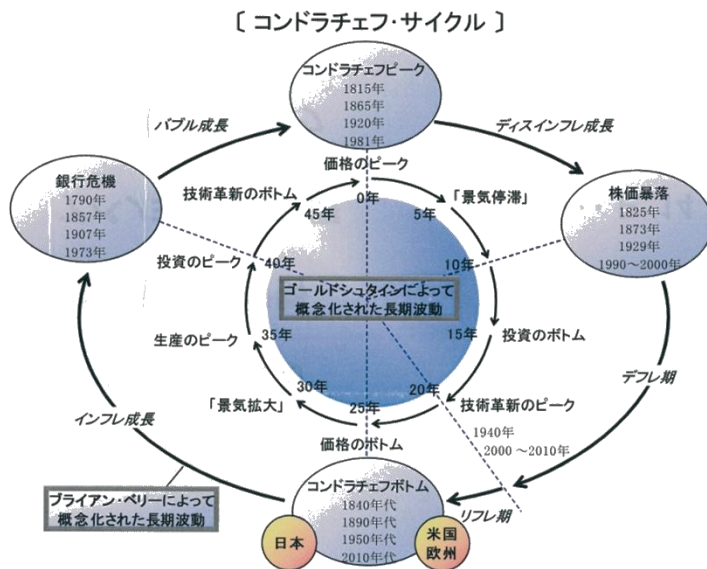 〔 コンドラチェフ・サイクル 〕
コンドラチェフピーク
1815年
1865年
1920年
1981年
バブル成長
ディスインフレ成長
銀行危機
1790年
1857年
1907年
1973年
株価暴落
1825年
1873年
1929年
1990～2000年
価格のピーク
技術革新のボトム
0年
「景気停滞」
45年
5年
投資のピーク
40年
10年
ゴールドシュタインによって
概念化された長期波動
生産のピーク
35年
15年
投資のボトム
30年
20年
「景気拡大」
25年
技術革新のピーク
デフレ期
インフレ成長
価格のボトム
1940年
2000 ～2010年
コンドラチェフボトム
1840年代
1890年代
1950年代
2010年代
リフレ期
ブライアン・ベリーによって
概念化された長期波動
日本
米国
欧州